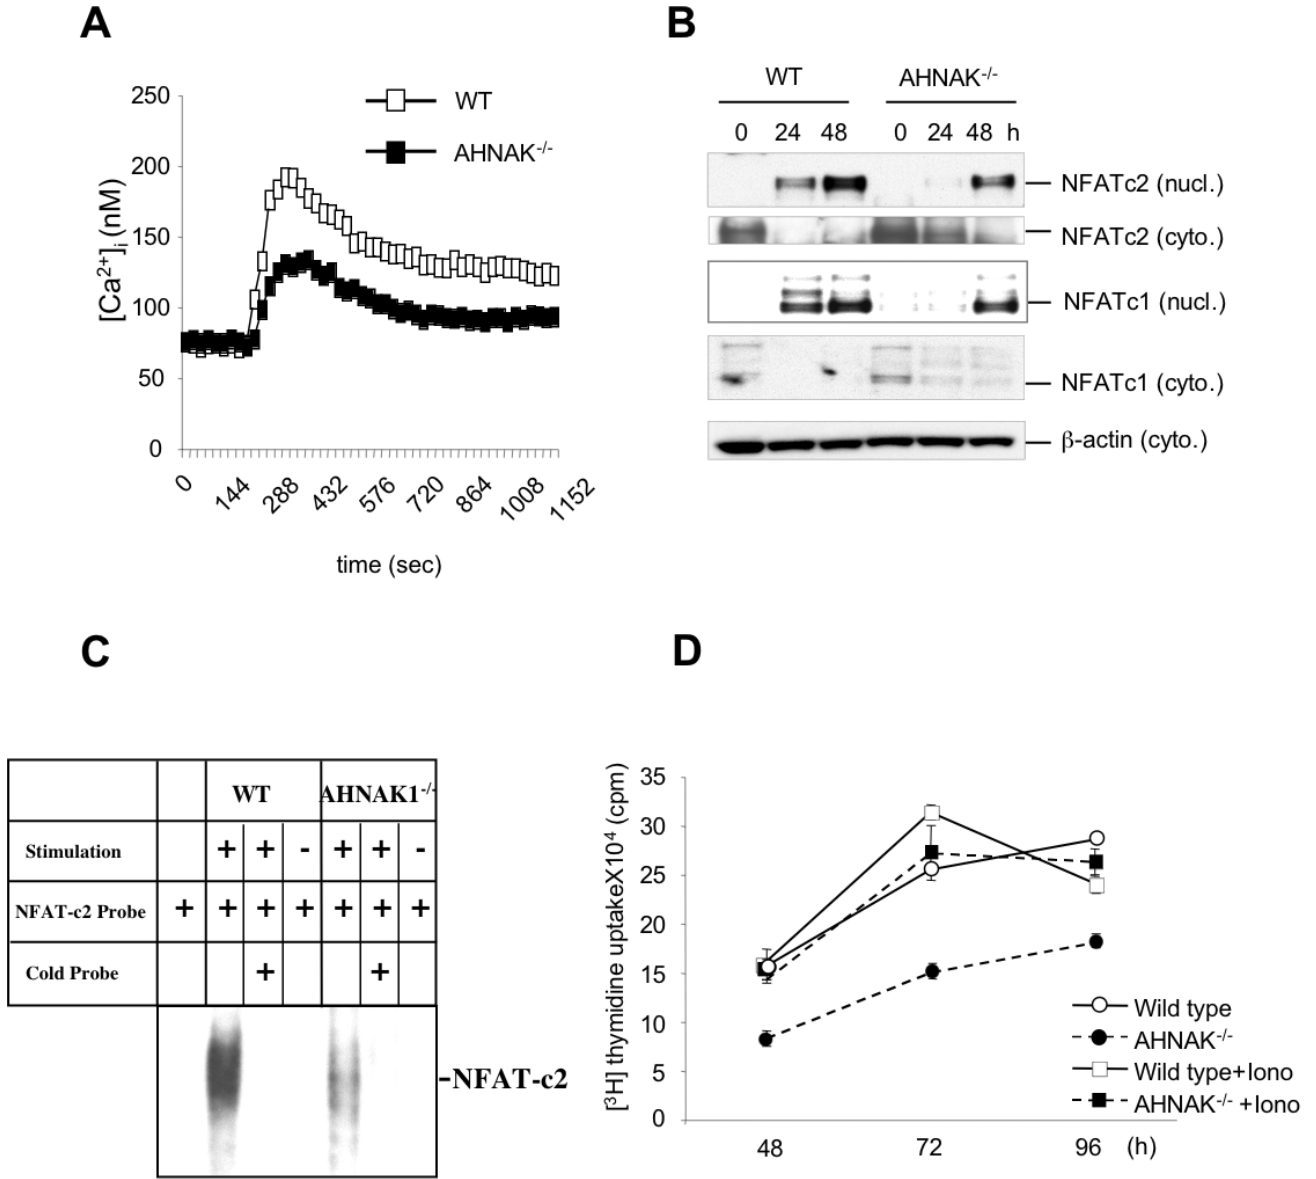 A
250
200
150
100
50
0
[Ca²⁺]ᵢ (nM)
WT
AHNAK⁻/⁻
0 144 288 432 576 720 864 1008 1152
time (sec)
B
WT AHNAK⁻/⁻
0 24 48 0 24 48 h
NFATc2 (nucl.)
NFATc2 (cyto.)
NFATc1 (nucl.)
NFATc1 (cyto.)
β-actin (cyto.)
C
WT AHNAK1⁻/⁻
Stimulation + + - + + -
NFAT-c2 Probe + + + + + + +
Cold Probe + +
-NFAT-c2
D
[³H] thymidine uptakeX10⁴ (cpm)
35
30
25
20
15
10
5
0
48 72 96 (h)
Wild type
AHNAK⁻/⁻
Wild type+Iono
AHNAK⁻/⁻ +Iono